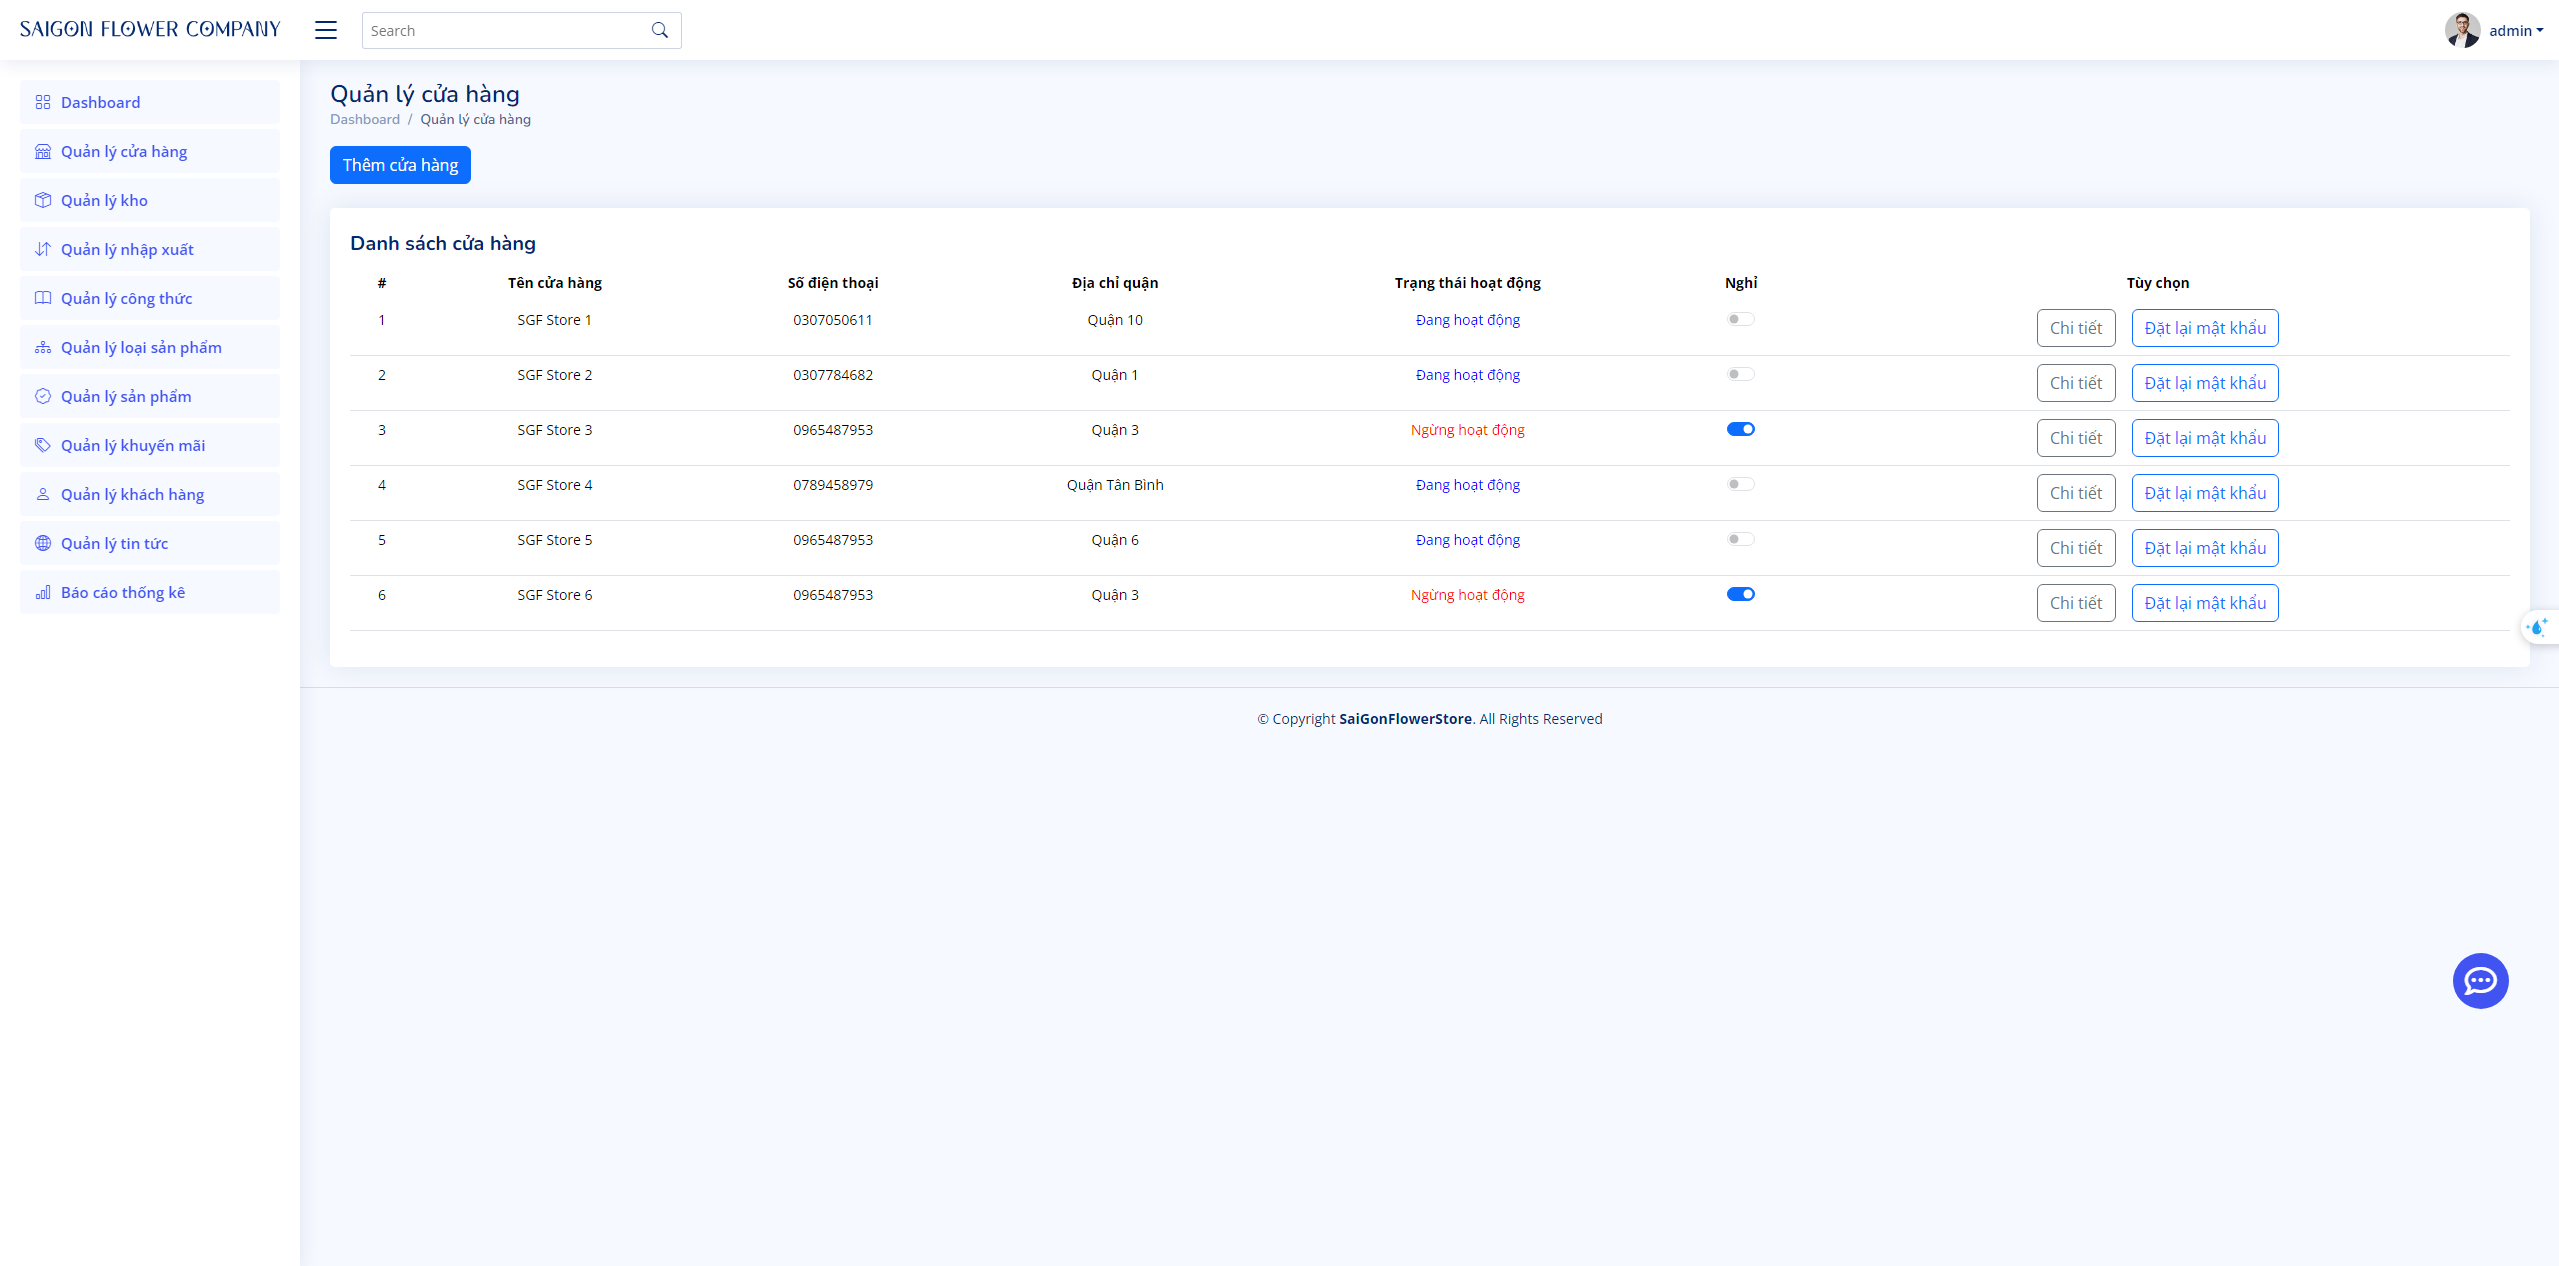 SAIGON FLOWER COMPANY
Search
admin
Dashboard
Quản lý cửa hàng
Quản lý kho
Quản lý nhập xuất
Quản lý công thức
Quản lý loại sản phẩm
Quản lý sản phẩm
Quản lý khuyến mãi
Quản lý khách hàng
Quản lý tin tức
Báo cáo thống kê
Quản lý cửa hàng
Dashboard / Quản lý cửa hàng
Thêm cửa hàng
Danh sách cửa hàng
# Tên cửa hàng Số điện thoại Địa chỉ quận Trạng thái hoạt động Nghỉ Tùy chọn
1 SGF Store 1 0307050611 Quận 10 Đang hoạt động Chi tiết Đặt lại mật khẩu
2 SGF Store 2 0307784682 Quận 1 Đang hoạt động Chi tiết Đặt lại mật khẩu
3 SGF Store 3 0965487953 Quận 3 Ngừng hoạt động Chi tiết Đặt lại mật khẩu
4 SGF Store 4 0789458979 Quận Tân Bình Đang hoạt động Chi tiết Đặt lại mật khẩu
5 SGF Store 5 0965487953 Quận 6 Đang hoạt động Chi tiết Đặt lại mật khẩu
6 SGF Store 6 0965487953 Quận 3 Ngừng hoạt động Chi tiết Đặt lại mật khẩu
© Copyright SaiGonFlowerStore. All Rights Reserved